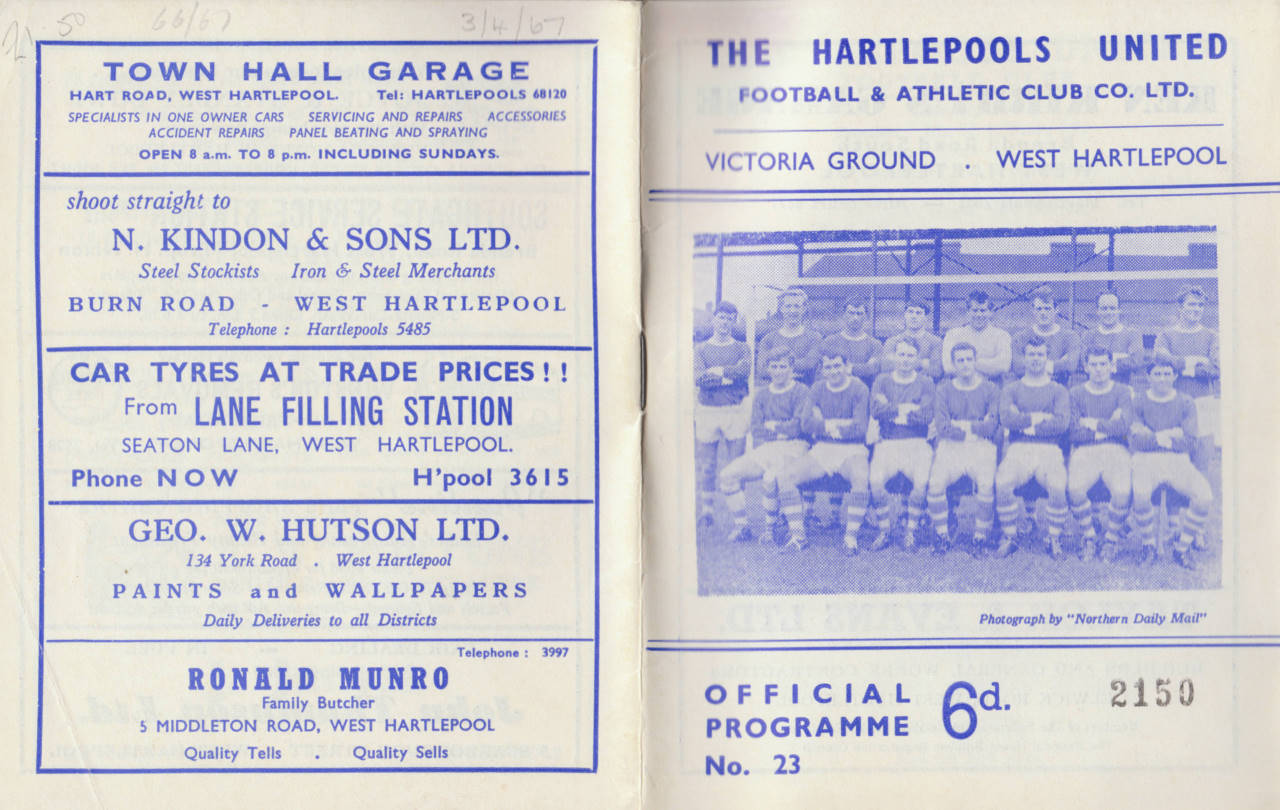 21·50 66/67 3/4/67
TOWN HALL GARAGE
HART ROAD, WEST HARTLEPOOL. Tel: HARTLEPOOLS 68120
SPECIALISTS IN ONE OWNER CARS SERVICING AND REPAIRS ACCESSORIES
ACCIDENT REPAIRS PANEL BEATING AND SPRAYING
OPEN 8 a.m. TO 8 p.m. INCLUDING SUNDAYS.
shoot straight to
N. KINDON & SONS LTD.
Steel Stockists Iron & Steel Merchants
BURN ROAD - WEST HARTLEPOOL
Telephone : Hartlepools 5485
CAR TYRES AT TRADE PRICES!!
From LANE FILLING STATION
SEATON LANE, WEST HARTLEPOOL.
Phone NOW H'pool 3615
GEO. W. HUTSON LTD.
134 York Road . West Hartlepool
PAINTS and WALLPAPERS
Daily Deliveries to all Districts
Telephone : 3997
RONALD MUNRO
Family Butcher
5 MIDDLETON ROAD, WEST HARTLEPOOL
Quality Tells . Quality Sells
THE HARTLEPOOLS UNITED
FOOTBALL & ATHLETIC CLUB CO. LTD.
VICTORIA GROUND . WEST HARTLEPOOL
Photograph by "Northern Daily Mail"
OFFICIAL PROGRAMME 6d. 2150
No. 23